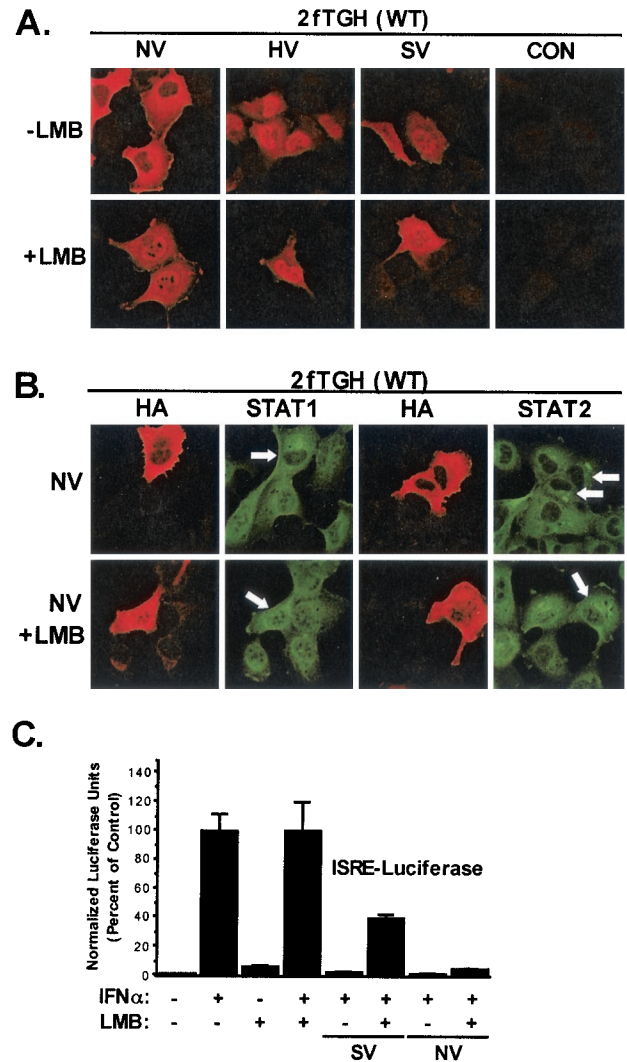 A.
2fTGH (WT)
NV HV SV CON
-LMB
+LMB
B.
2fTGH (WT)
HA STAT1 HA STAT2
NV
NV
+LMB
C.
Normalized Luciferase Units
(Percent of Control)
140
120
100
80
60
40
20
0
ISRE-Luciferase
IFNα: - + - + + + + +
LMB: - - + + - + - +
SV NV